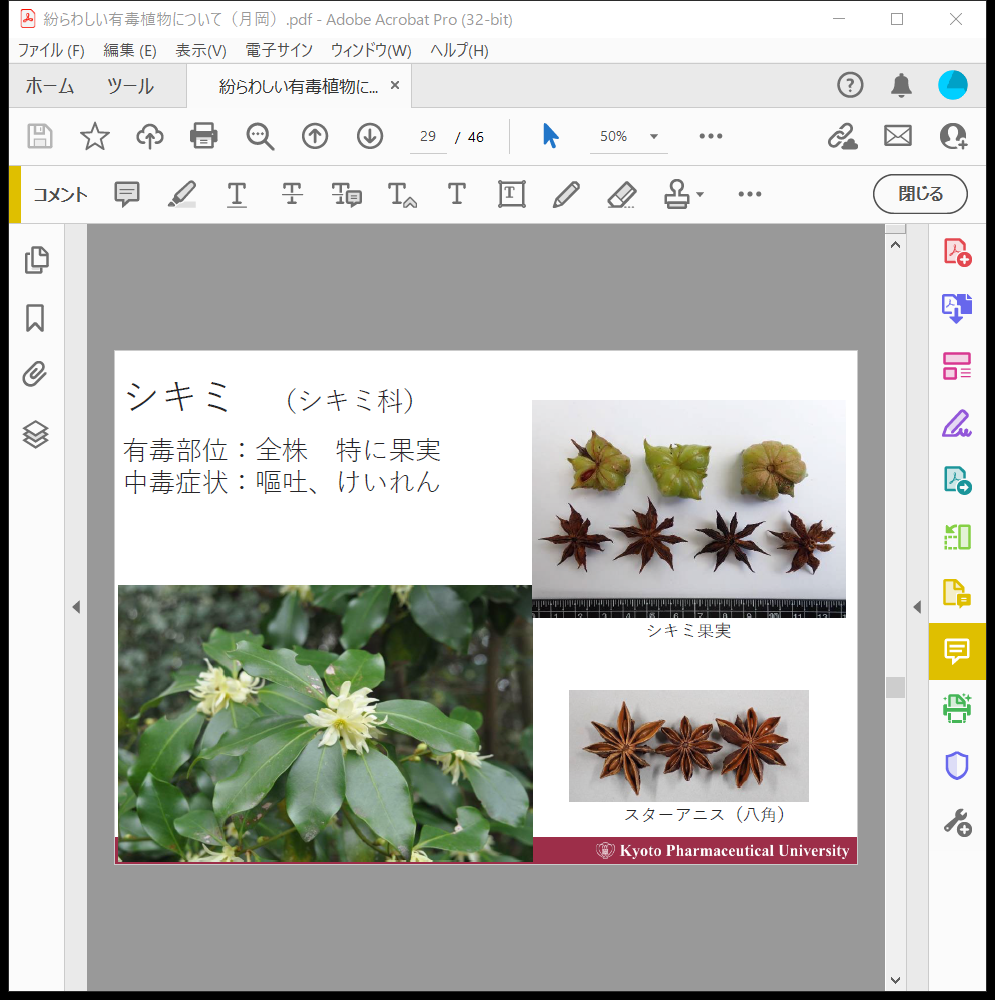 紛らわしい有毒植物について（月岡）.pdf - Adobe Acrobat Pro (32-bit)
ファイル (F) 編集 (E) 表示(V) 電子サイン ウィンドウ(W) ヘルプ(H)
ホーム ツール 紛らわしい有毒植物に... ×
29 / 46 50%
コメント 閉じる
シキミ （シキミ科）
有毒部位：全株　特に果実
中毒症状：嘔吐、けいれん
シキミ果実
スターアニス（八角）
Kyoto Pharmaceutical University